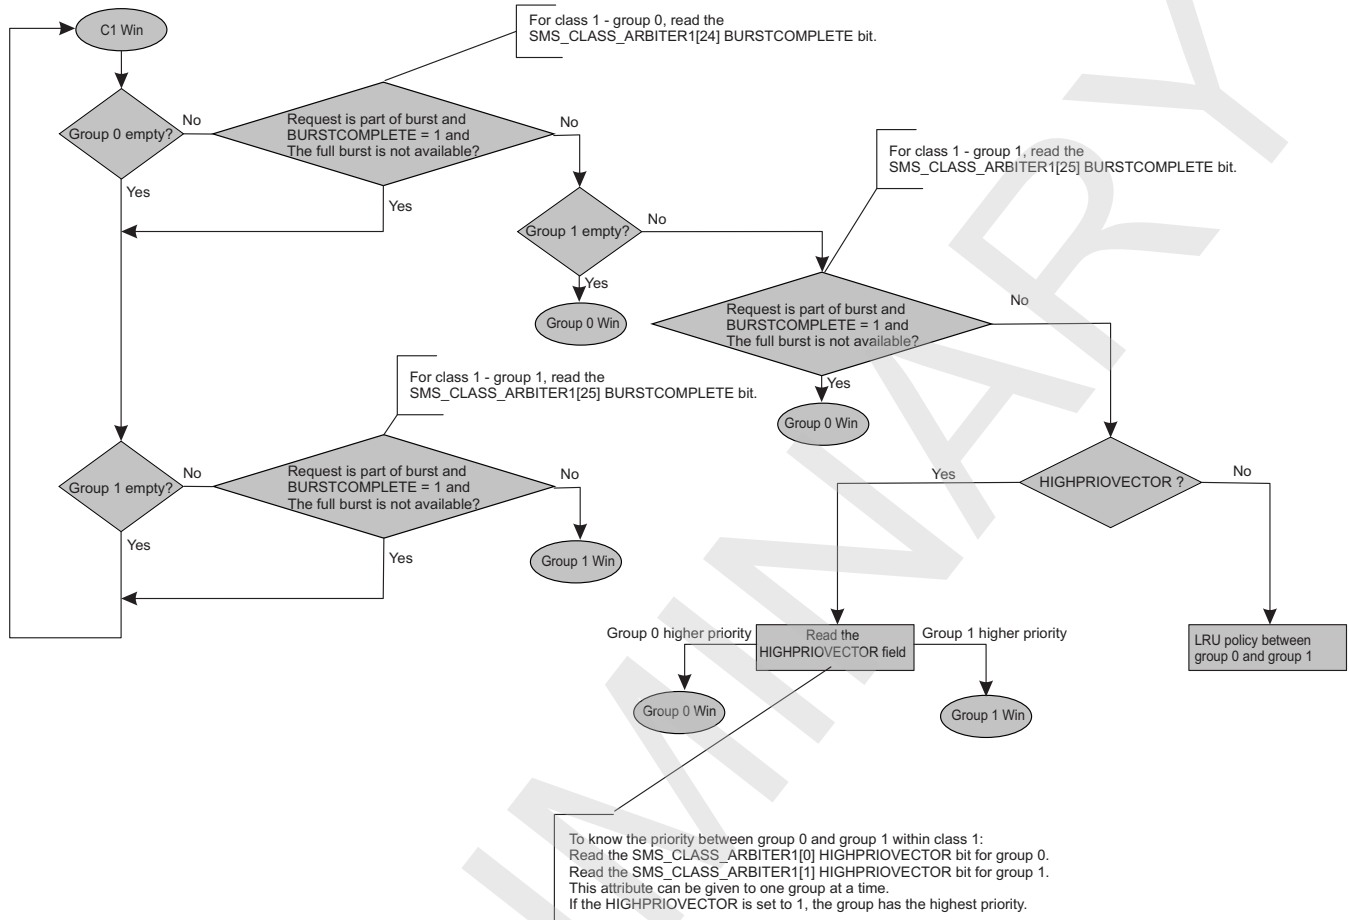 C1 Win
For class 1 - group 0, read the
SMS_CLASS_ARBITER1[24] BURSTCOMPLETE bit.
Group 0 empty?
No
Request is part of burst and
BURSTCOMPLETE = 1 and
The full burst is not available?
No
Yes
Yes
For class 1 - group 1, read the
SMS_CLASS_ARBITER1[25] BURSTCOMPLETE bit.
Group 1 empty?
No
Yes
Group 0 Win
Request is part of burst and
BURSTCOMPLETE = 1 and
The full burst is not available?
No
Yes
Group 0 Win
For class 1 - group 1, read the
SMS_CLASS_ARBITER1[25] BURSTCOMPLETE bit.
Group 1 empty?
No
Request is part of burst and
BURSTCOMPLETE = 1 and
The full burst is not available?
No
Yes
Yes
Group 1 Win
HIGHPRIOVECTOR ?
Yes
No
Group 0 higher priority
Read the
HIGHPRIOVECTOR field
Group 1 higher priority
LRU policy between
group 0 and group 1
Group 0 Win
Group 1 Win
To know the priority between group 0 and group 1 within class 1:
Read the SMS_CLASS_ARBITER1[0] HIGHPRIOVECTOR bit for group 0.
Read the SMS_CLASS_ARBITER1[1] HIGHPRIOVECTOR bit for group 1.
This attribute can be given to one group at a time.
If the HIGHPRIOVECTOR is set to 1, the group has the highest priority.
IMINARY